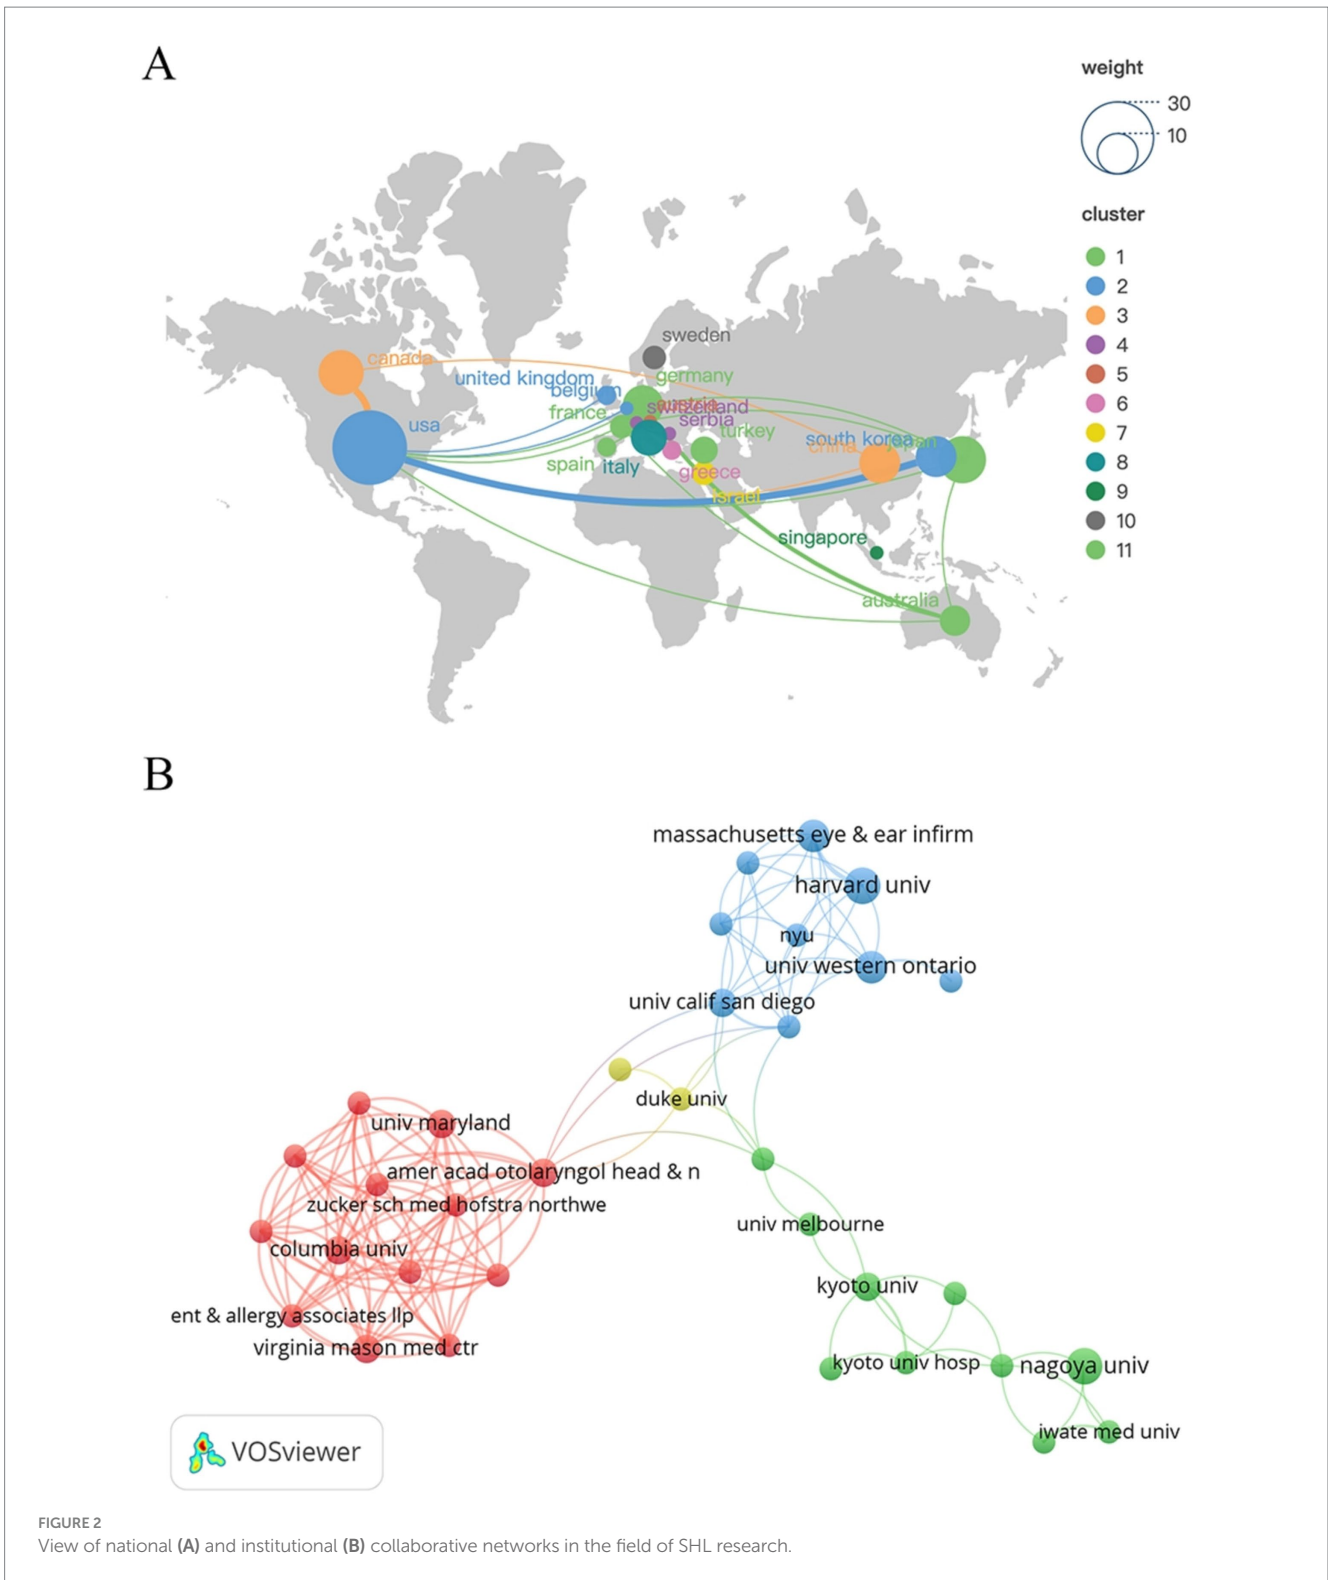 A
weight
30
10
cluster
1
2
3
4
5
6
7
8
9
10
11
sweden
canada
germany
united kingdom
belgium
switzerland
france
serbia
usa
turkey
south korea
japan
china
spain
italy
greece
israel
singapore
australia
B
massachusetts eye & ear infirm
harvard univ
nyu
univ western ontario
univ calif san diego
duke univ
univ maryland
amer acad otolaryngol head & n
zucker sch med hofstra northwe
univ melbourne
columbia univ
kyoto univ
ent & allergy associates llp
virginia mason med ctr
kyoto univ hosp
nagoya univ
iwate med univ
VOSviewer
FIGURE 2
View of national (A) and institutional (B) collaborative networks in the field of SHL research.